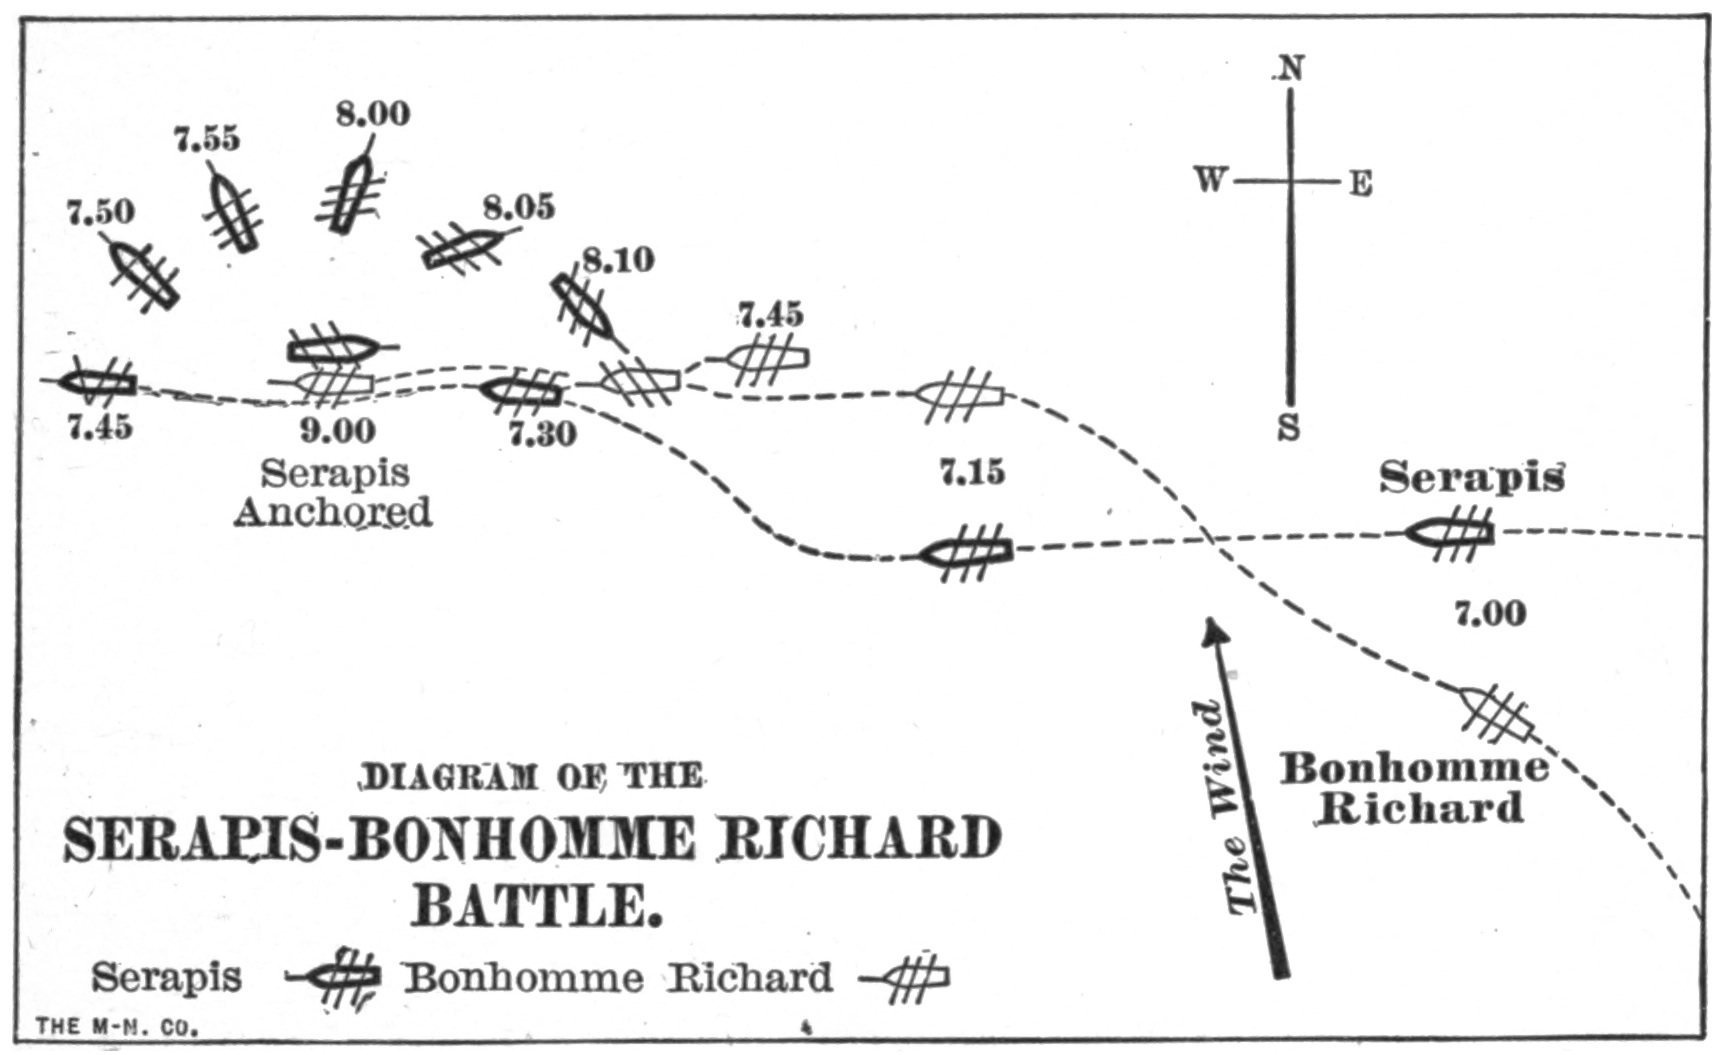 N
8.00
7.55
W E
7.50
8.05
8.10
7.45
S
7.45
9.00
7.30
Serapis
Anchored
7.15
Serapis
7.00
The Wind
Bonhomme
Richard
DIAGRAM OF THE
SERAPIS-BONHOMME RICHARD
BATTLE.
Serapis Bonhomme Richard
THE M-N. CO.